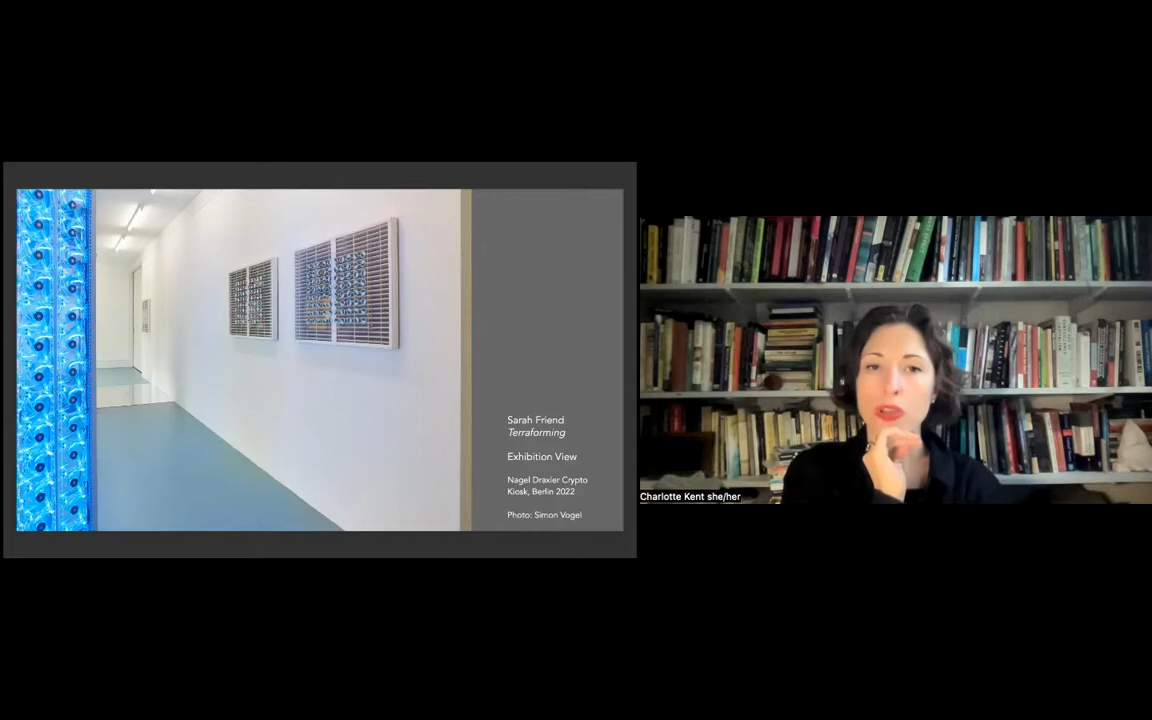 Sarah Friend
Terraforming
Exhibition View
Nagel Draxler Crypto
Kiosk, Berlin 2022
Photo: Simon Vogel
Charlotte Kent she/her